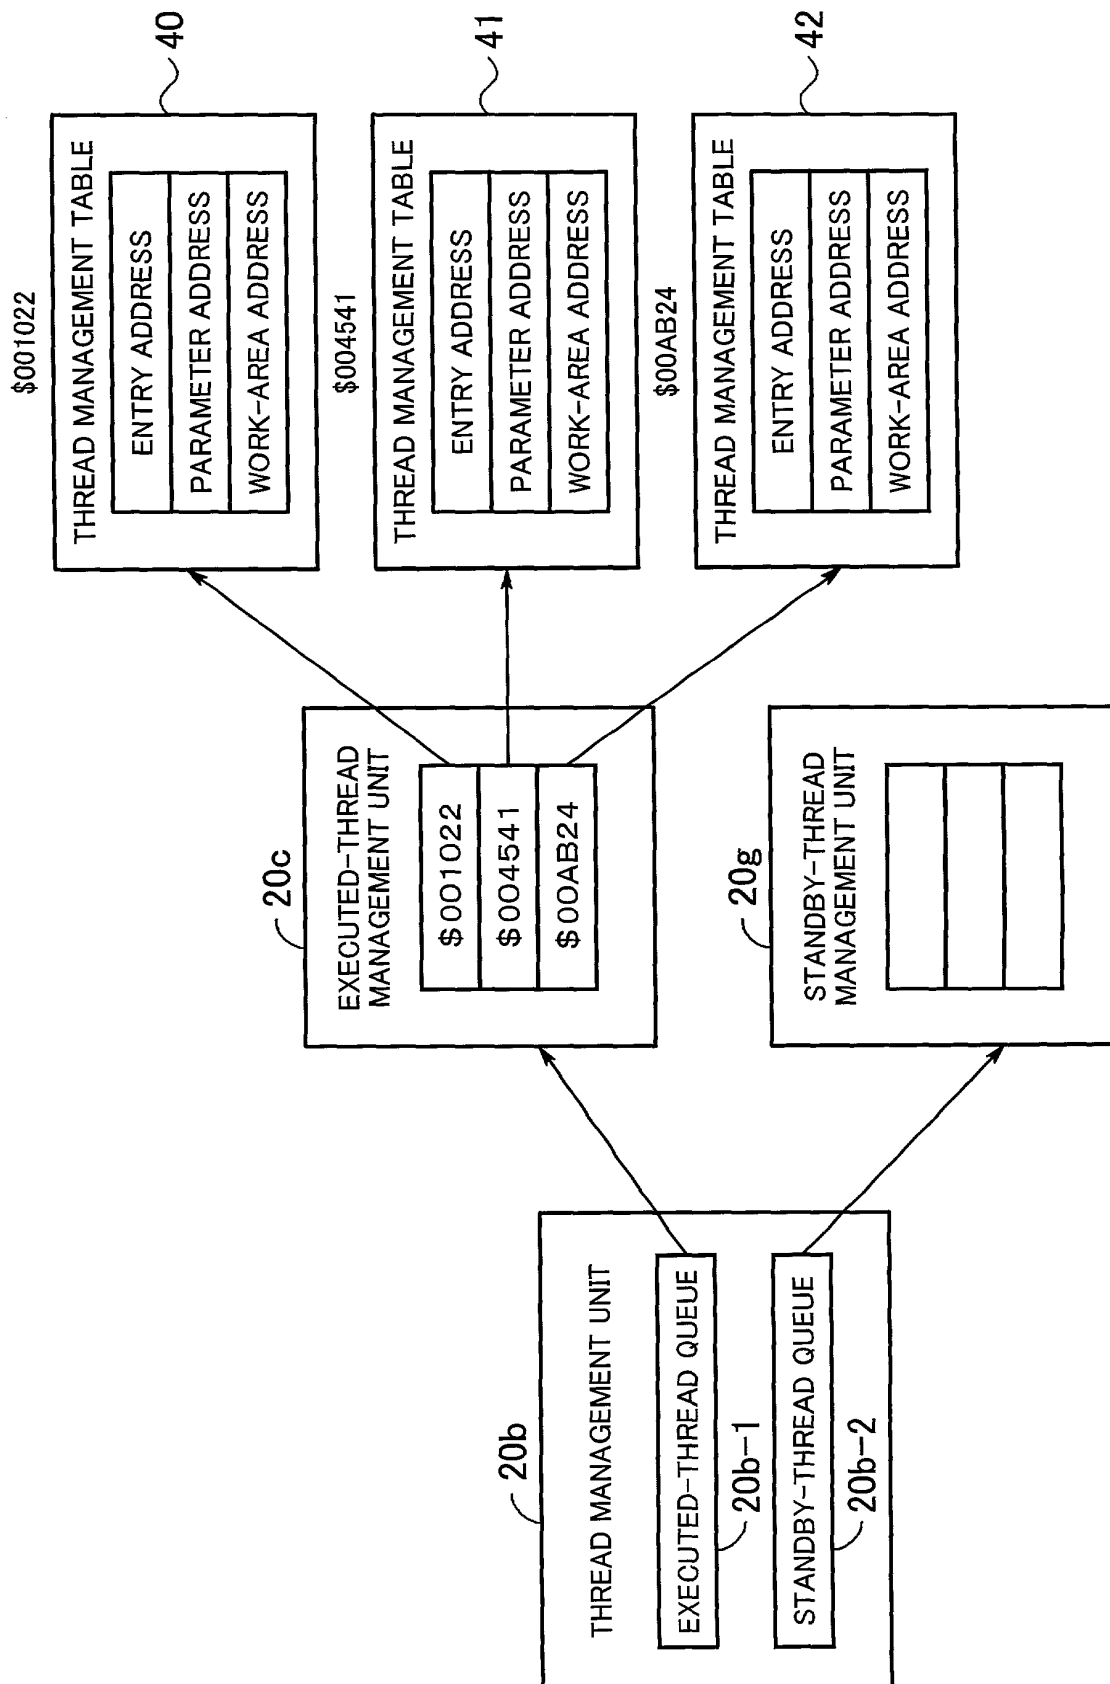 20b
THREAD MANAGEMENT UNIT
EXECUTED-THREAD QUEUE
20b-1
STANDBY-THREAD QUEUE
20b-2
20c
EXECUTED-THREAD
MANAGEMENT UNIT
$001022
$004541
$00AB24
20g
STANDBY-THREAD
MANAGEMENT UNIT
$001022
THREAD MANAGEMENT TABLE
ENTRY ADDRESS
PARAMETER ADDRESS
WORK-AREA ADDRESS
40
$004541
THREAD MANAGEMENT TABLE
ENTRY ADDRESS
PARAMETER ADDRESS
WORK-AREA ADDRESS
41
$00AB24
THREAD MANAGEMENT TABLE
ENTRY ADDRESS
PARAMETER ADDRESS
WORK-AREA ADDRESS
42